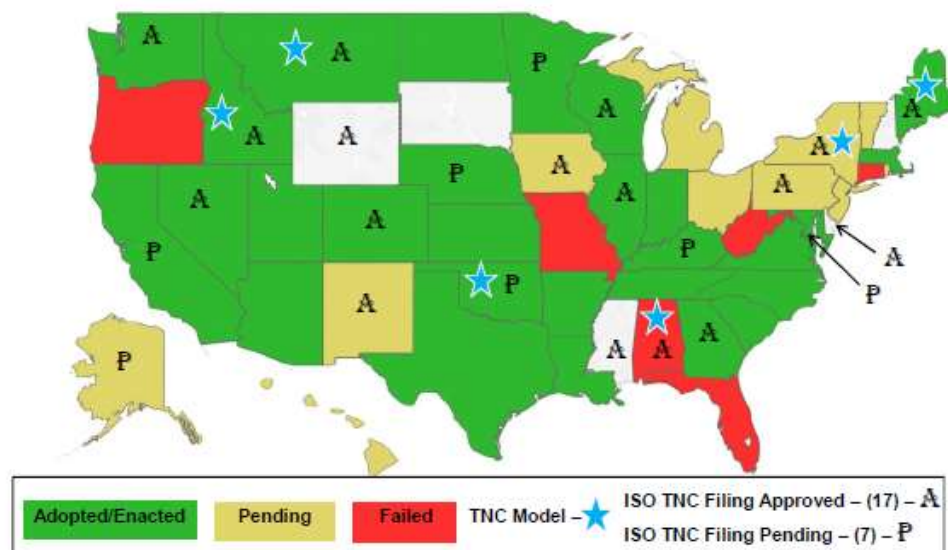 A
A
P
A
A
A
P
A
A
A
A
A
A
P
A
P
A
P
P
A
A
P
A
A
P
Adopted/Enacted
Pending
Failed
TNC Model –
ISO TNC Filing Approved – (17) – A
ISO TNC Filing Pending – (7) – P